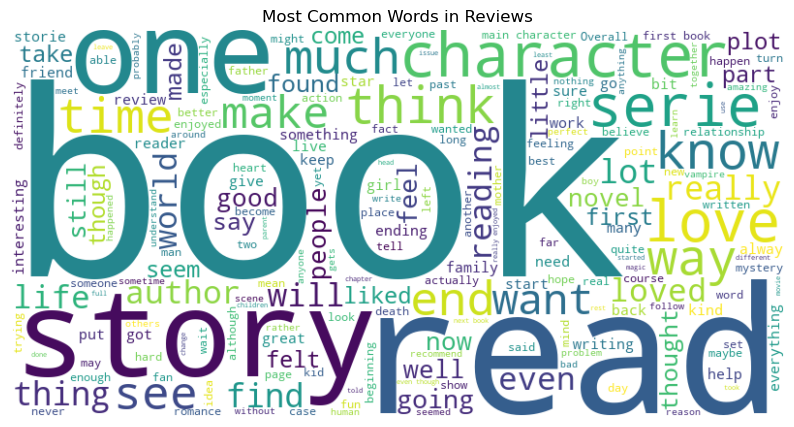 Most Common Words in Reviews
storie one much come everyone main character Overall first book plot
take made found star let past character bit together happen turn
friend especially father might probably able leave meet issue least almost nothing anything amazing
definitely review time better enjoyed make moment action think little go sure right serie part enjoy
reader something fact wanted long work believe relationship use learn
around live keep feeling perfect best know
interesting still though world heart give good yet girl left feel reading another mother boy point new vampire really
understand happened become say write head place people lot novel written love
man two parent ending tell really enjoyed first many quite alway
book far started different way mystery
seem anyone gets family need magic
someone sometime mean actually start hope real course movie
life full author scene chapter will liked death end want loved back kind word
trying others put children look now rest follow
done got change wait although rather great next book said writing mind set
may hard story felt beginning problem thought maybe everything
thing enough fan see idea find page kid recommend well even bad help
romance fun told show even though day took
never without case human seemed going read reason